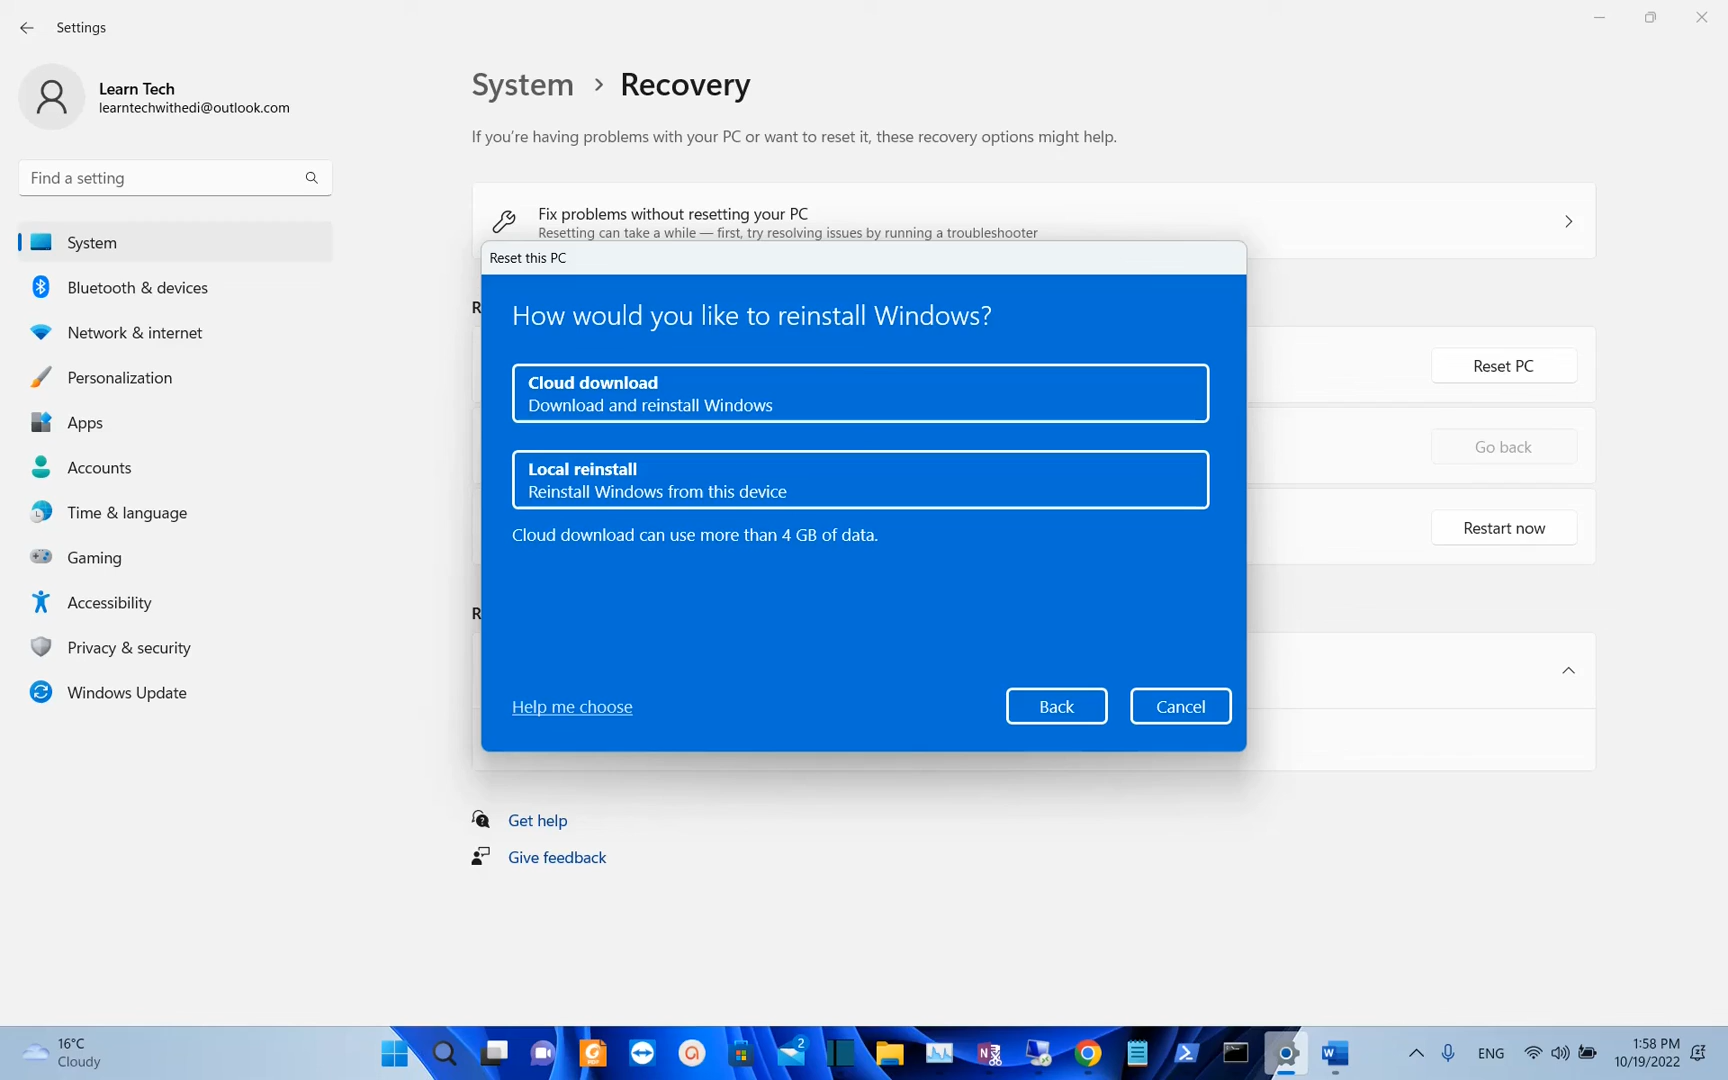 Settings
Learn Tech
learntechwithedi@outlook.com
Find a setting
System
Bluetooth & devices
Network & internet
Personalization
Apps
Accounts
Time & language
Gaming
Accessibility
Privacy & security
Windows Update
System > Recovery
If you're having problems with your PC or want to reset it, these recovery options might help.
Fix problems without resetting your PC
Resetting can take a while — first, try resolving issues by running a troubleshooter
R
Reset PC
Go back
Restart now
R
Reset this PC
How would you like to reinstall Windows?
Cloud download
Download and reinstall Windows
Local reinstall
Reinstall Windows from this device
Cloud download can use more than 4 GB of data.
Help me choose
Back
Cancel
Get help
Give feedback
16°C
Cloudy
2
ENG
1:58 PM
10/19/2022